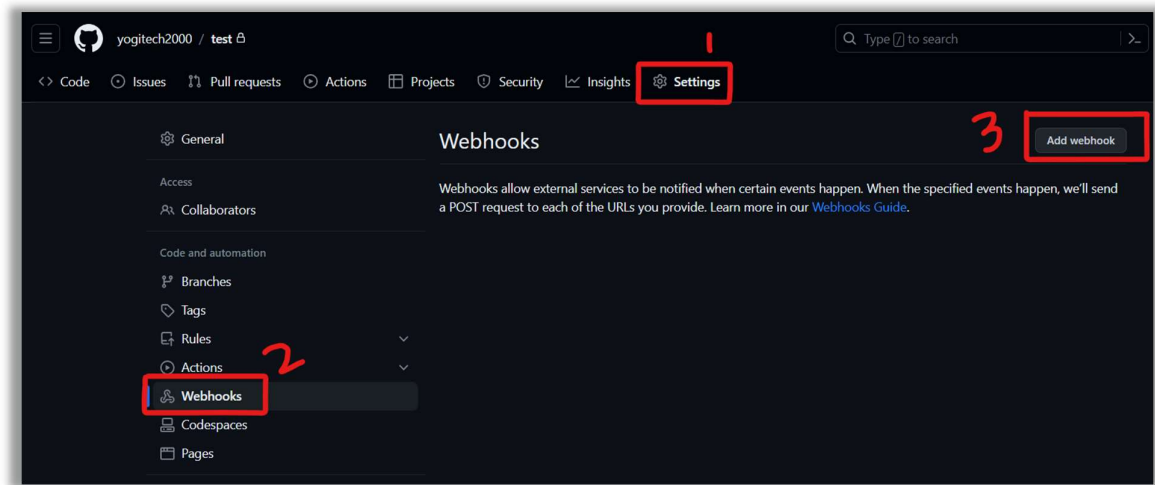 yogitech2000 / test
Type / to search
1
Code Issues Pull requests Actions Projects Security Insights Settings
3
General
Webhooks
Add webhook
Access
Webhooks allow external services to be notified when certain events happen. When the specified events happen, we'll send
a POST request to each of the URLs you provide. Learn more in our Webhooks Guide.
Collaborators
Code and automation
Branches
Tags
Rules
2
Actions
Webhooks
Codespaces
Pages